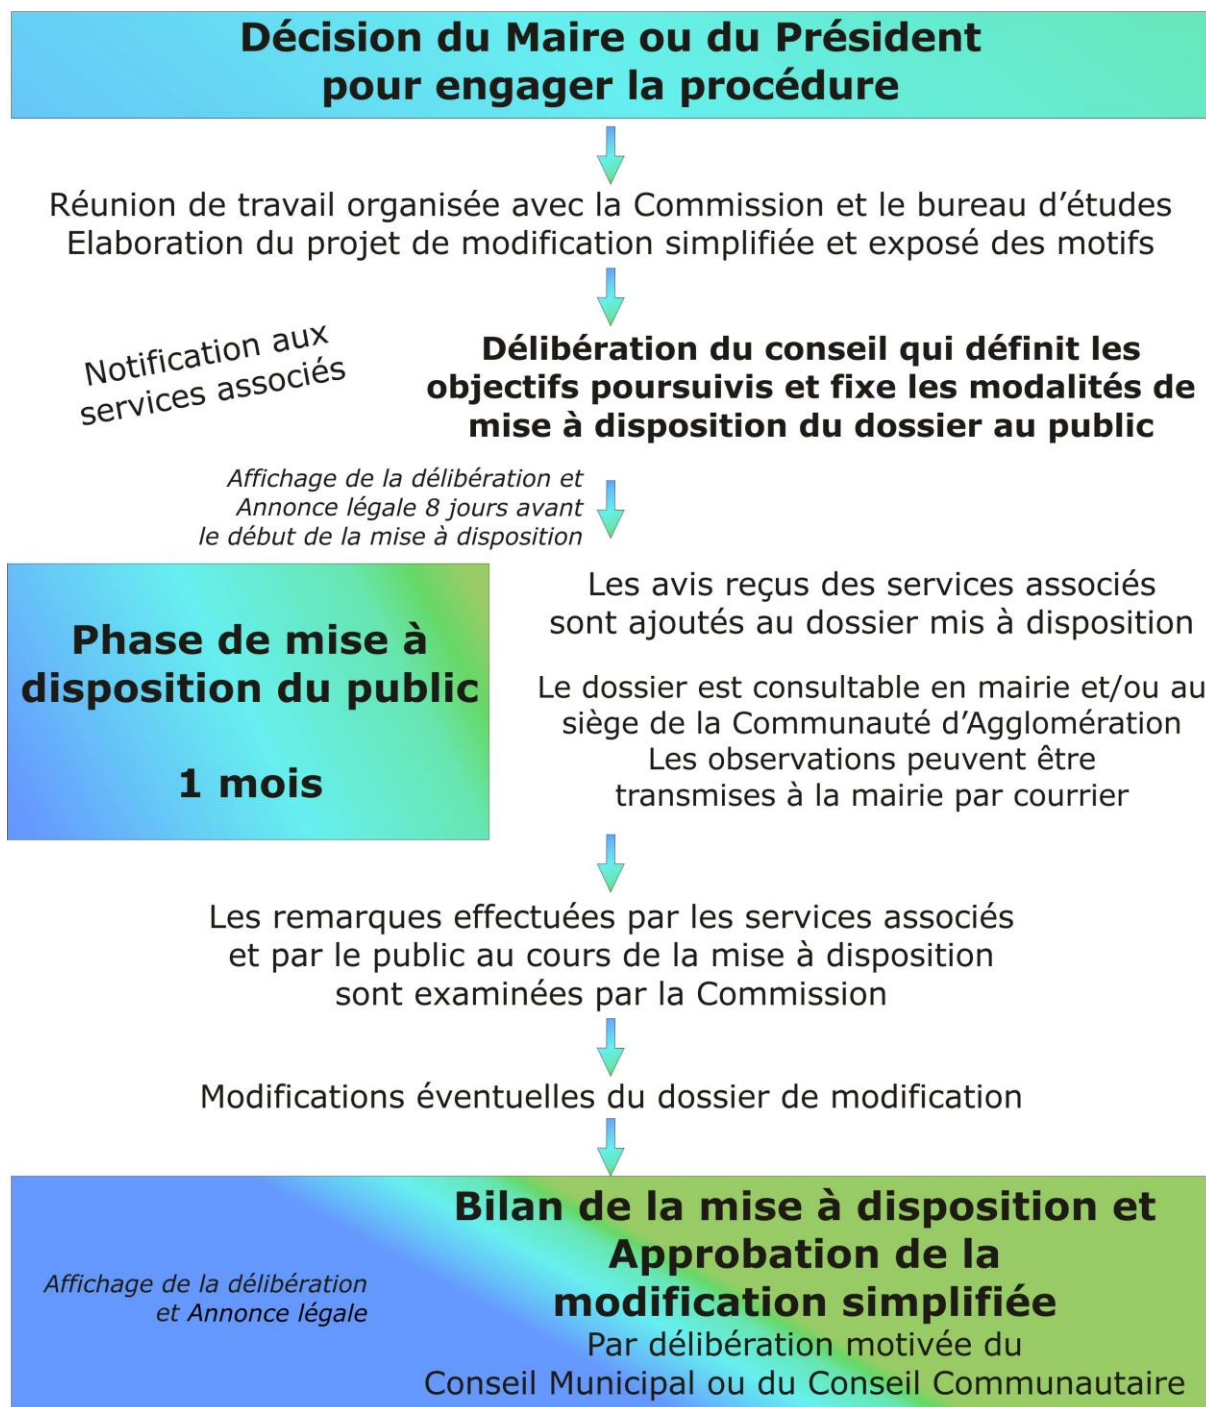 Décision du Maire ou du Président
pour engager la procédure
Réunion de travail organisée avec la Commission et le bureau d’études
Elaboration du projet de modification simplifiée et exposé des motifs
Notification aux
services associés
Délibération du conseil qui définit les
objectifs poursuivis et fixe les modalités de
mise à disposition du dossier au public
Affichage de la délibération et
Annonce légale 8 jours avant
le début de la mise à disposition
Phase de mise à
disposition du public
1 mois
Les avis reçus des services associés
sont ajoutés au dossier mis à disposition
Le dossier est consultable en mairie et/ou au
siège de la Communauté d’Agglomération
Les observations peuvent être
transmises à la mairie par courrier
Les remarques effectuées par les services associés
et par le public au cours de la mise à disposition
sont examinées par la Commission
Modifications éventuelles du dossier de modification
Affichage de la délibération
et Annonce légale
Bilan de la mise à disposition et
Approbation de la
modification simplifiée
Par délibération motivée du
Conseil Municipal ou du Conseil Communautaire